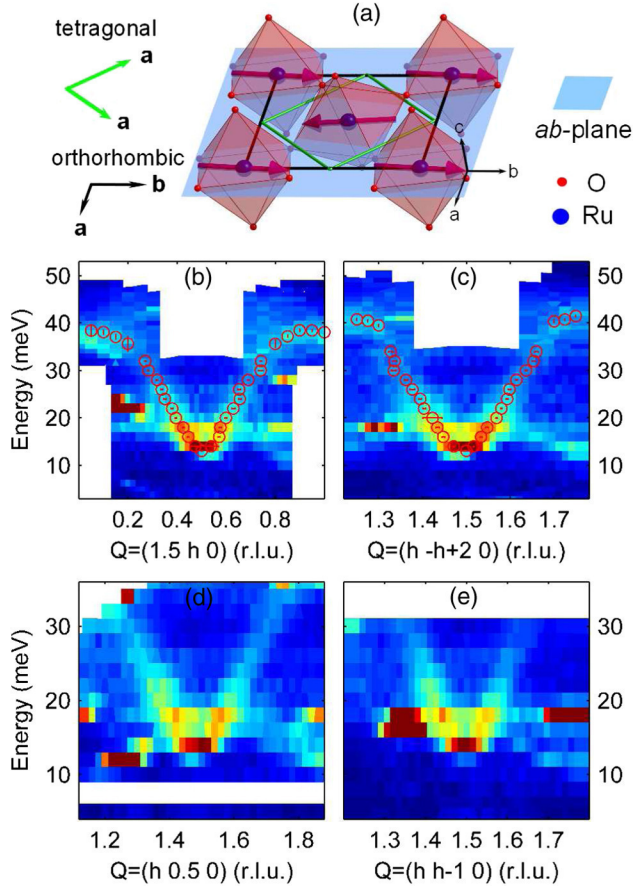 (a)
tetragonal
a
a
orthorhombic
b
a
c
b
a
ab-plane
O
Ru
(b)
(c)
Energy (meV)
50
40
30
20
10
50
40
30
20
10
0.2 0.4 0.6 0.8
1.3 1.4 1.5 1.6 1.7
Q=(1.5 h 0) (r.l.u.)
Q=(h -h+2 0) (r.l.u.)
(d)
(e)
Energy (meV)
30
20
10
30
20
10
1.2 1.4 1.6 1.8
1.3 1.4 1.5 1.6 1.7
Q=(h 0.5 0) (r.l.u.)
Q=(h h-1 0) (r.l.u.)